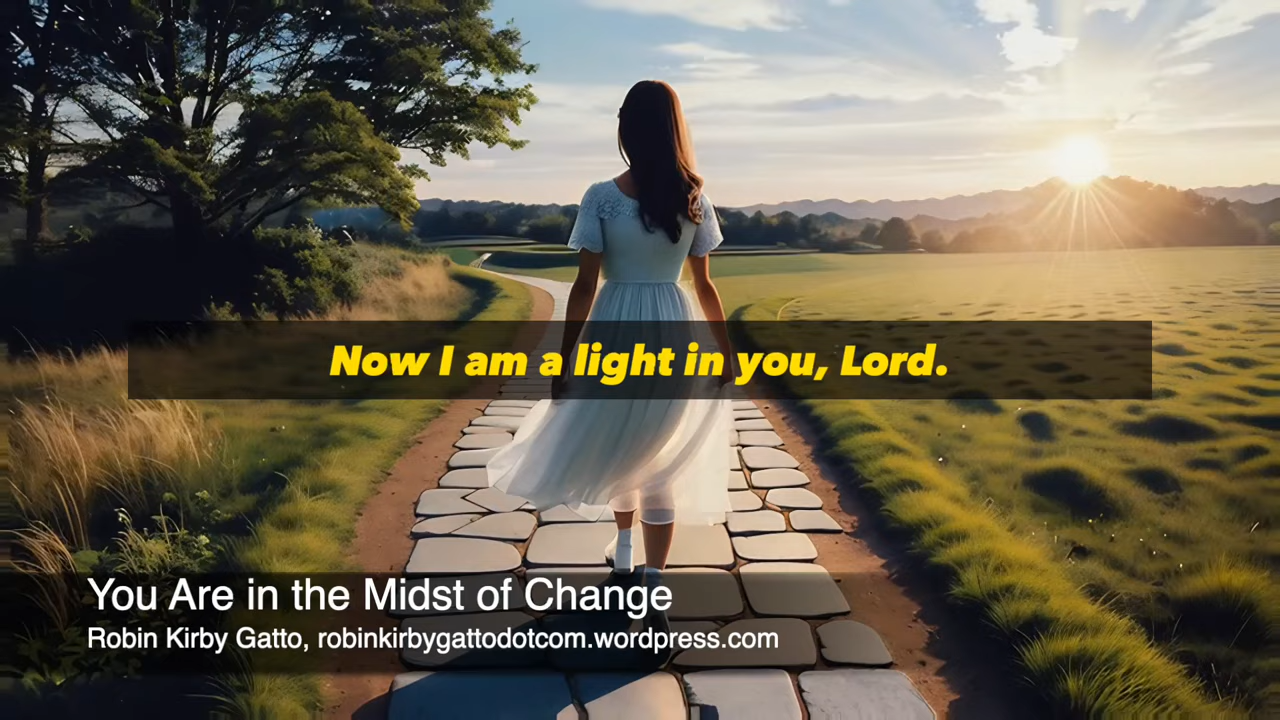 Now I am a light in you, Lord.
You Are in the Midst of Change
Robin Kirby Gatto, robinkirbygattodotcom.wordpress.com